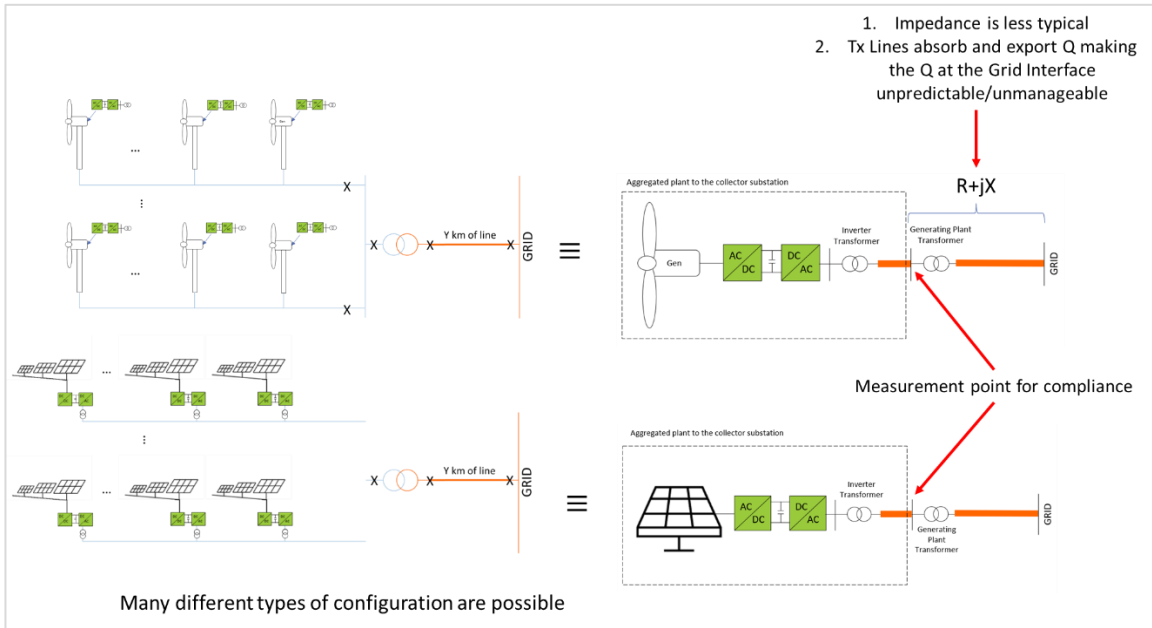 1. Impedance is less typical
2. Tx Lines absorb and export Q making
the Q at the Grid Interface
unpredictable/unmanageable
...
...
Gen
X
...
X
Y km of line
X
X
GRID
≡
Aggregated plant to the collector substation
R+jX
Inverter
Transformer
Generating Plant
Transformer
Gen
AC
DC
DC
AC
GRID
...
X
Measurement point for compliance
...
...
X
Y km of line
X
X
GRID
≡
Aggregated plant to the collector substation
Inverter
Transformer
AC
DC
DC
AC
Generating
Plant
Transformer
GRID
...
Many different types of configuration are possible